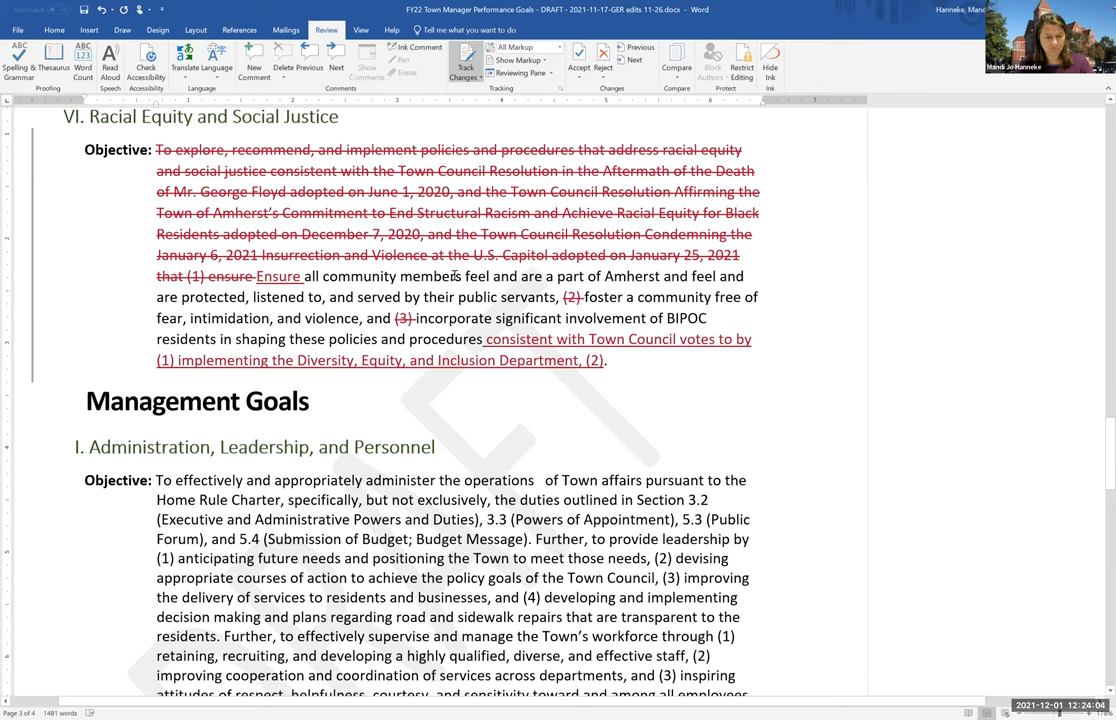 AutoSave
FY22 Town Manager Performance Goals - DRAFT - 2021-11-17-GER edits 11-26.docx - Word
Hanneke, Mand
File Home Insert Draw Design Layout References Mailings Review View Help Tell me what you want to do
Spelling & Grammar
Thesaurus
Word Count
Read Aloud
Check Accessibility
Translate
Language
New Comment
Delete
Previous
Next
Show Comments
Ink Comment
Pen
Eraser
Track Changes
All Markup
Show Markup
Reviewing Pane
Accept
Reject
Previous
Next
Compare
Block Authors
Restrict Editing
Hide Ink
Proofing
Speech
Accessibility
Language
Comments
Tracking
Changes
Compare
Protect
Ink
Mandi Jo Hanneke
VI. Racial Equity and Social Justice
Objective: To explore, recommend, and implement policies and procedures that address racial equity
and social justice consistent with the Town Council Resolution in the Aftermath of the Death
of Mr. George Floyd adopted on June 1, 2020, and the Town Council Resolution Affirming the
Town of Amherst's Commitment to End Structural Racism and Achieve Racial Equity for Black
Residents adopted on December 7, 2020, and the Town Council Resolution Condemning the
January 6, 2021 Insurrection and Violence at the U.S. Capitol adopted on January 25, 2021
that (1) ensure Ensure all community members feel and are a part of Amherst and feel and
are protected, listened to, and served by their public servants, (2) foster a community free of
fear, intimidation, and violence, and (3) incorporate significant involvement of BIPOC
residents in shaping these policies and procedures consistent with Town Council votes to by
(1) implementing the Diversity, Equity, and Inclusion Department, (2).
DRAFT
Management Goals
I. Administration, Leadership, and Personnel
Objective: To effectively and appropriately administer the operations of Town affairs pursuant to the
Home Rule Charter, specifically, but not exclusively, the duties outlined in Section 3.2
(Executive and Administrative Powers and Duties), 3.3 (Powers of Appointment), 5.3 (Public
Forum), and 5.4 (Submission of Budget; Budget Message). Further, to provide leadership by
(1) anticipating future needs and positioning the Town to meet those needs, (2) devising
appropriate courses of action to achieve the policy goals of the Town Council, (3) improving
the delivery of services to residents and businesses, and (4) developing and implementing
decision making and plans regarding road and sidewalk repairs that are transparent to the
residents. Further, to effectively supervise and manage the Town's workforce through (1)
retaining, recruiting, and developing a highly qualified, diverse, and effective staff, (2)
improving cooperation and coordination of services across departments, and (3) inspiring
attitudes of respect, helpfulness, courtesy, and sensitivity toward and among all employees
Page 3 of 4 1481 words
2021-12-01 12:24:04